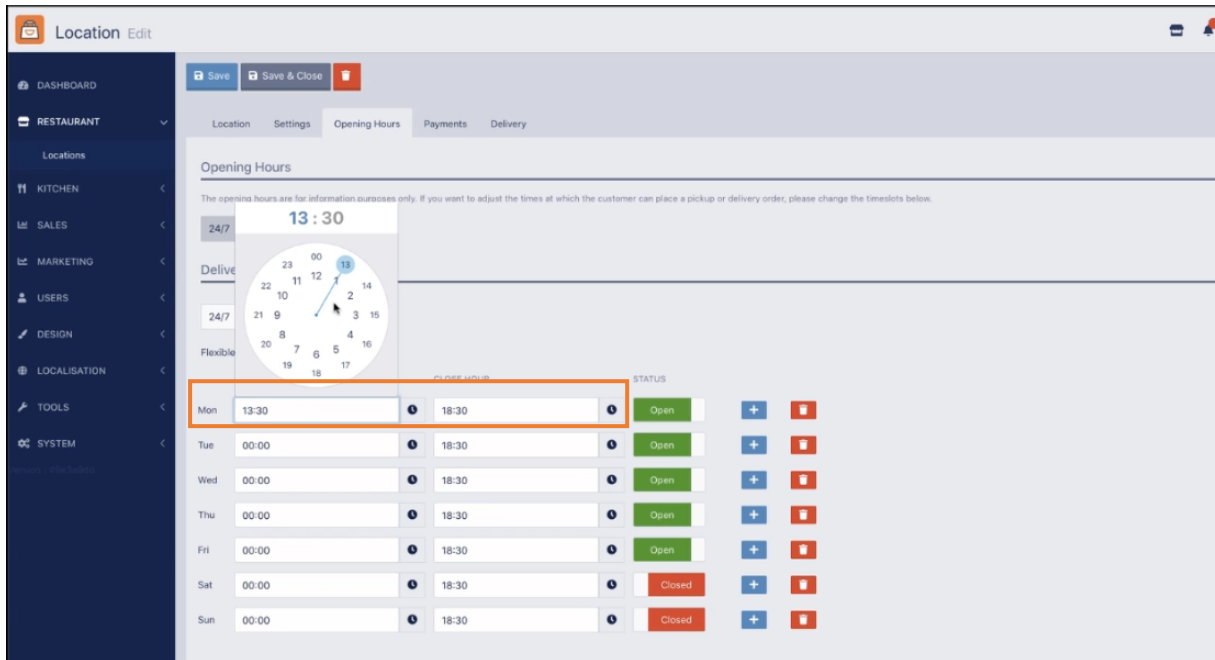 Location Edit
DASHBOARD
RESTAURANT
Locations
KITCHEN
SALES
MARKETING
USERS
DESIGN
LOCALISATION
TOOLS
SYSTEM
Save Save & Close
Location Settings Opening Hours Payments Delivery
Opening Hours
The opening hours are for information purposes only. If you want to adjust the times at which the customer can place a pickup or delivery order, please change the timeslots below.
24/7
13 : 30
00 13 14 15 16 17 18 19 20 21 22 23
12 1 2 3 4 5 6 7 8 9 10 11
Delive
24/7
Flexible
CLOSE HOUR STATUS
Mon 13:30 18:30 Open
Tue 00:00 18:30 Open
Wed 00:00 18:30 Open
Thu 00:00 18:30 Open
Fri 00:00 18:30 Open
Sat 00:00 18:30 Closed
Sun 00:00 18:30 Closed